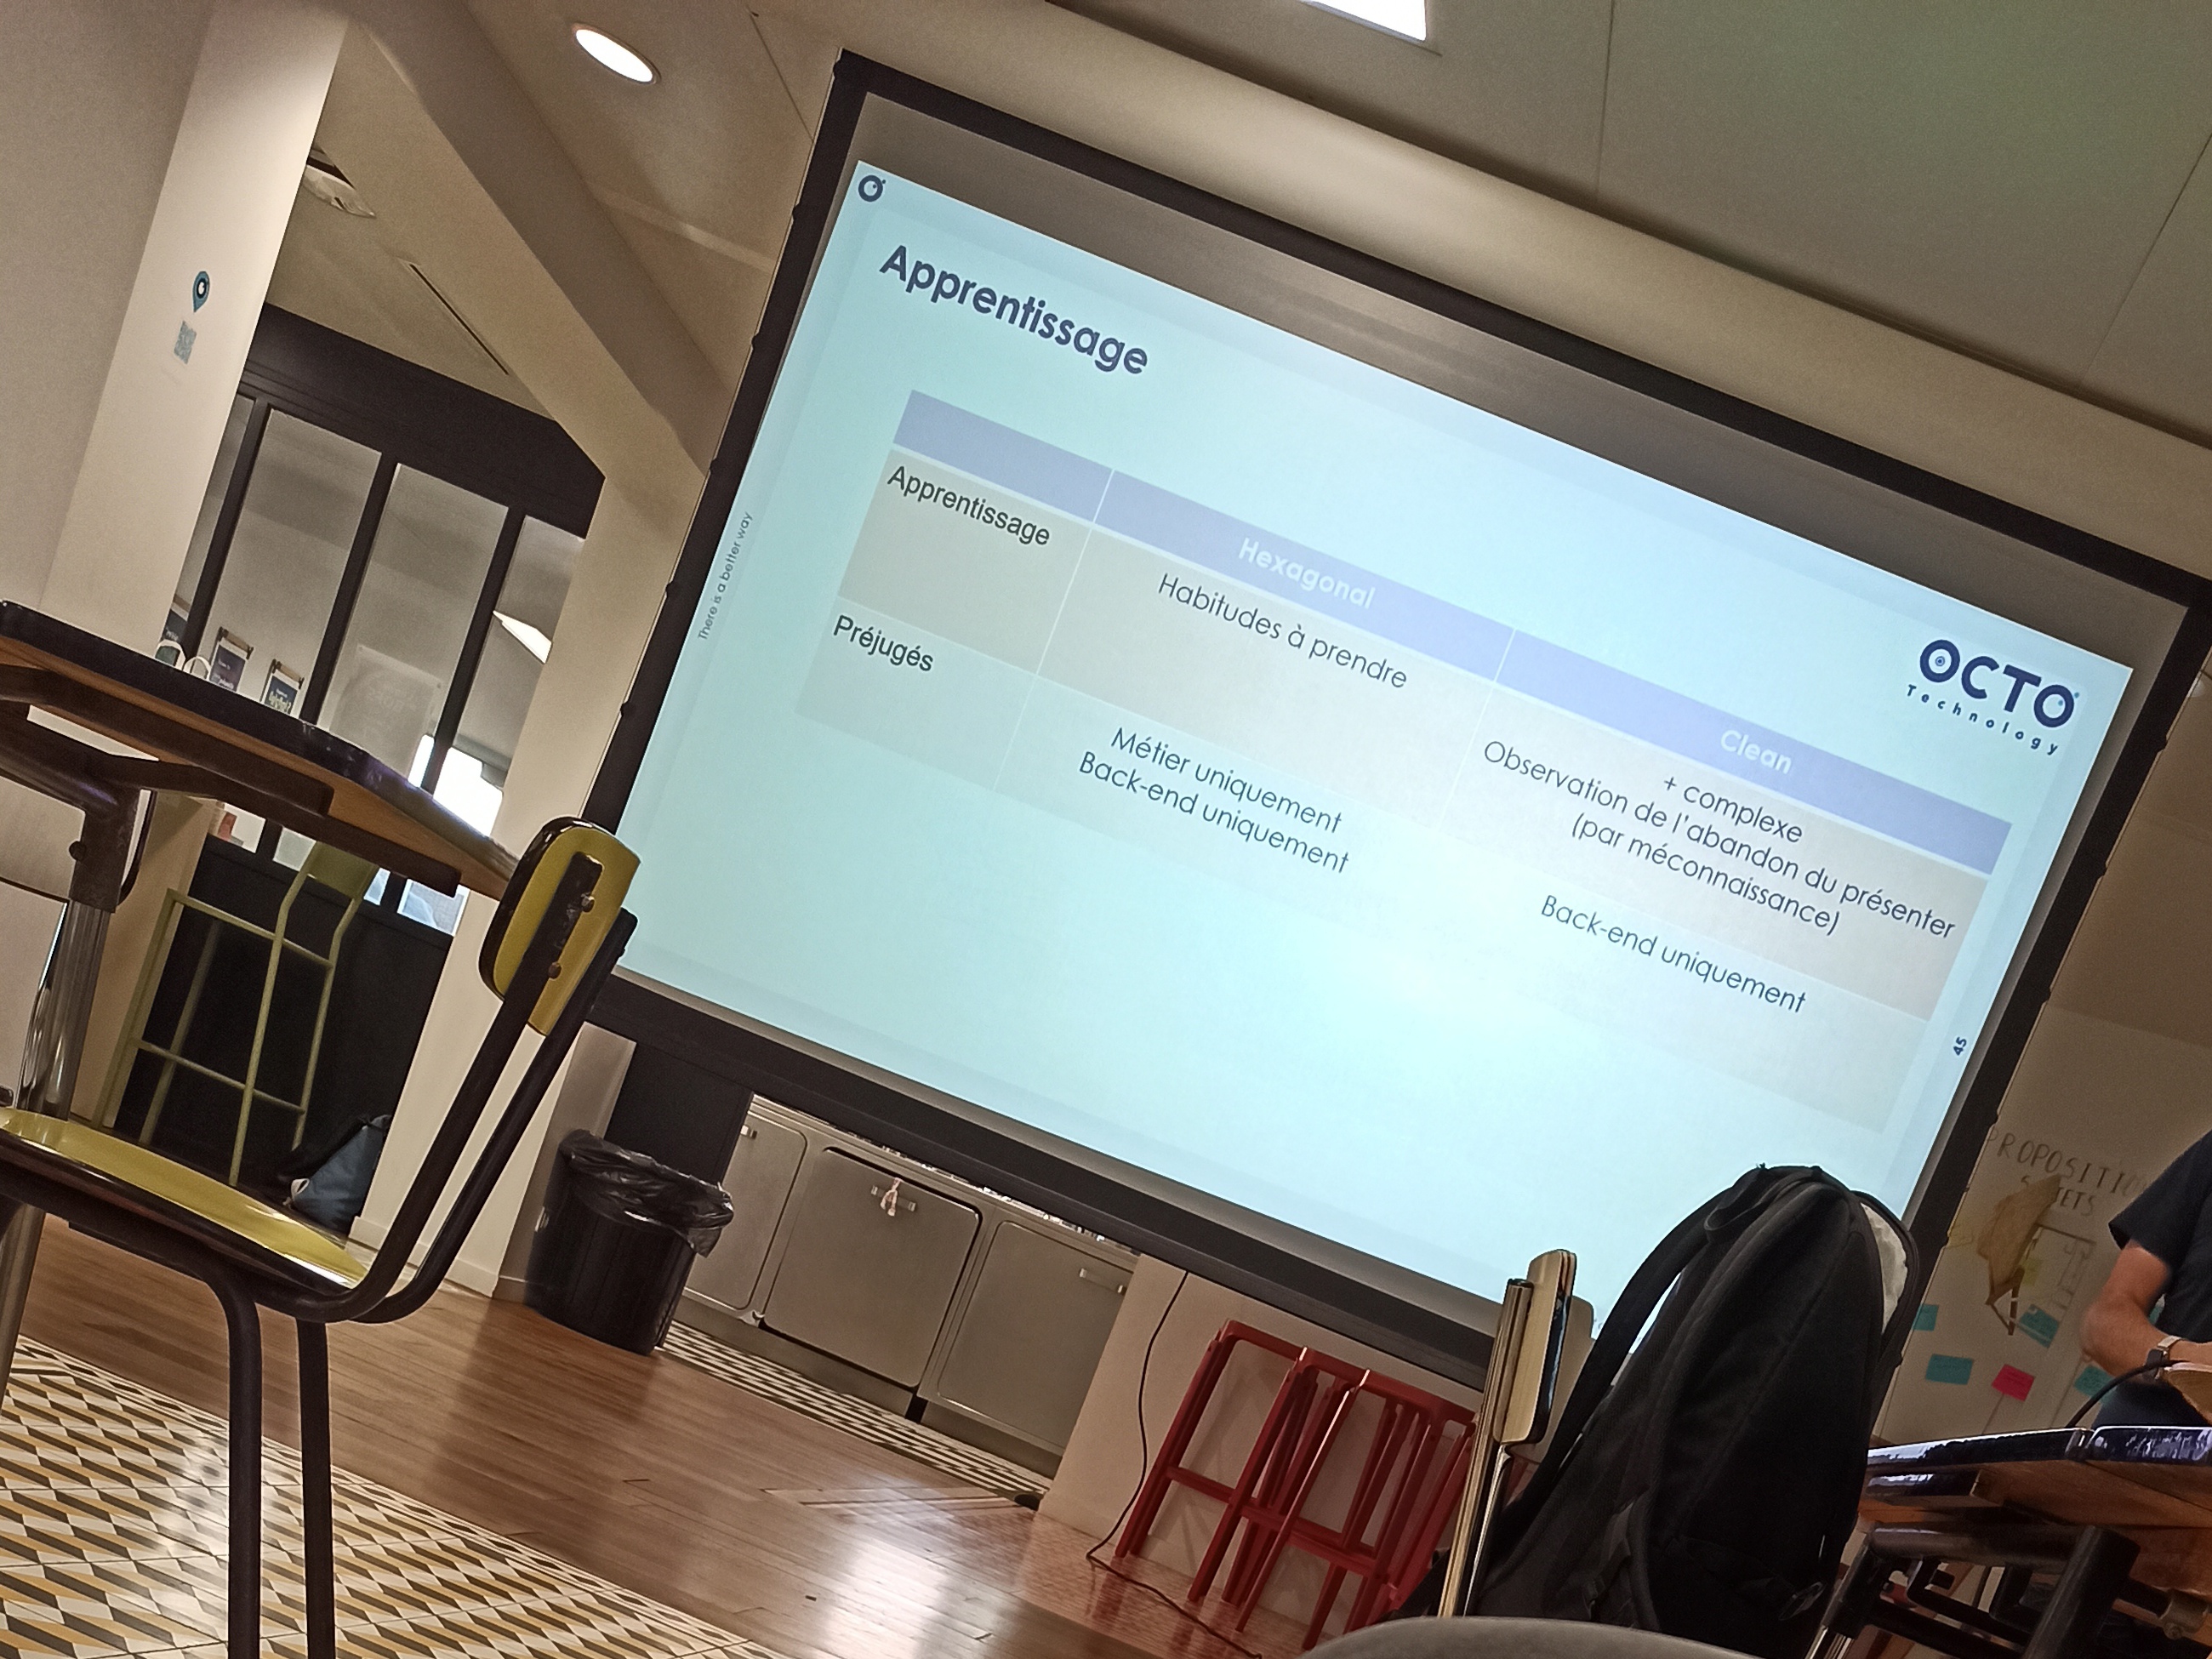 Apprentissage
OCTO
Technology
Hexagonal
Clean
Apprentissage
Habitudes à prendre
+ complexe
Observation de l'abandon du présenter
(par méconnaissance)
Préjugés
Métier uniquement
Back-end uniquement
Back-end uniquement
There is a better way
45
PROPOSITION